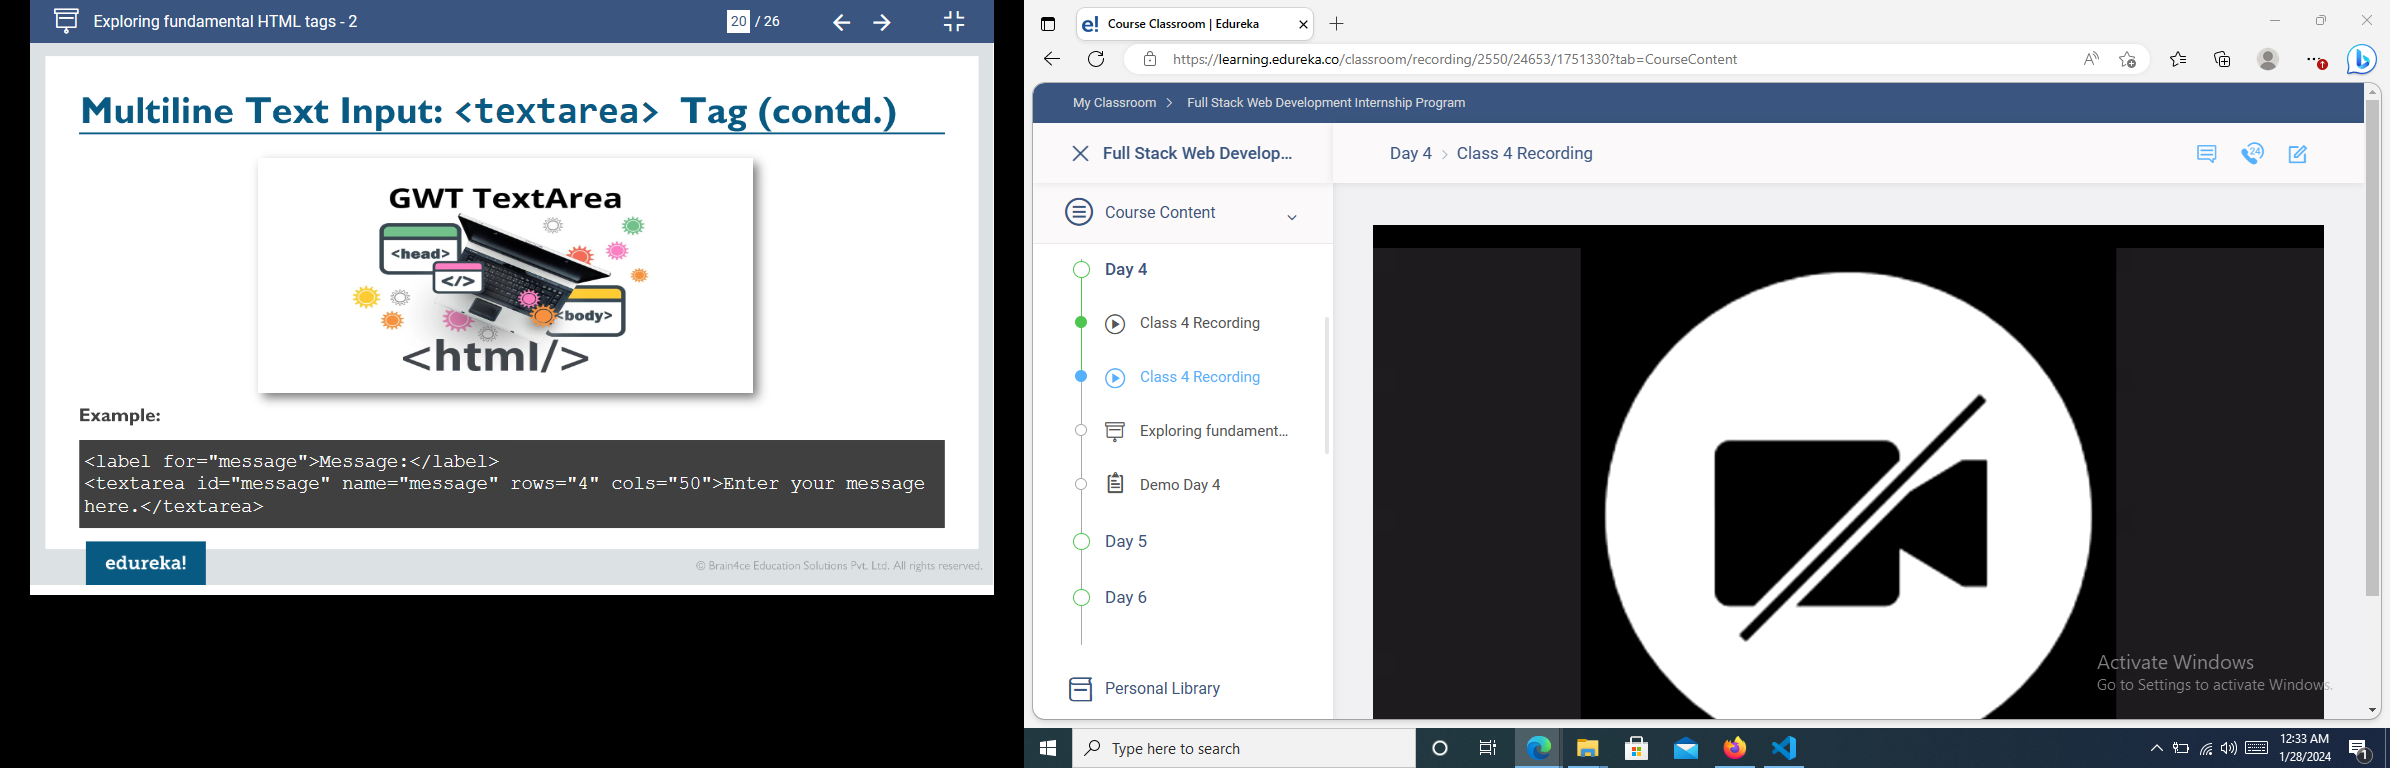 Exploring fundamental HTML tags - 2
20 / 26
Multiline Text Input: <textarea> Tag (contd.)
GWT TextArea
<head>
</>
<body>
<html/>
Example:
<label for="message">Message:</label>
<textarea id="message" name="message" rows="4" cols="50">Enter your message
here.</textarea>
edureka!
© Brain4ce Education Solutions Pvt. Ltd. All rights reserved.
e! Course Classroom | Edureka
https://learning.edureka.co/classroom/recording/2550/24653/1751330?tab=CourseContent
My Classroom > Full Stack Web Development Internship Program
Full Stack Web Develop...
Day 4 > Class 4 Recording
24
Course Content
Day 4
Class 4 Recording
Class 4 Recording
Exploring fundament...
Demo Day 4
Day 5
Day 6
Personal Library
Activate Windows
Go to Settings to activate Windows.
Type here to search
12:33 AM
1/28/2024
1